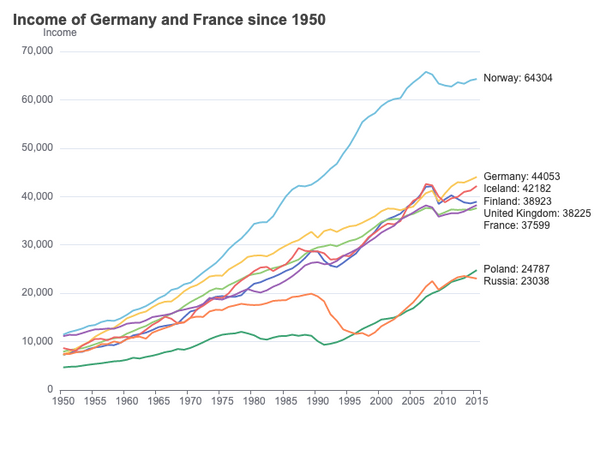 Income of Germany and France since 1950
Income
70,000
60,000
50,000
40,000
30,000
20,000
10,000
0
Norway: 64304
Germany: 44053
Iceland: 42182
Finland: 38923
United Kingdom: 38225
France: 37599
Poland: 24787
Russia: 23038
1950 1955 1960 1965 1970 1975 1980 1985 1990 1995 2000 2005 2010 2015